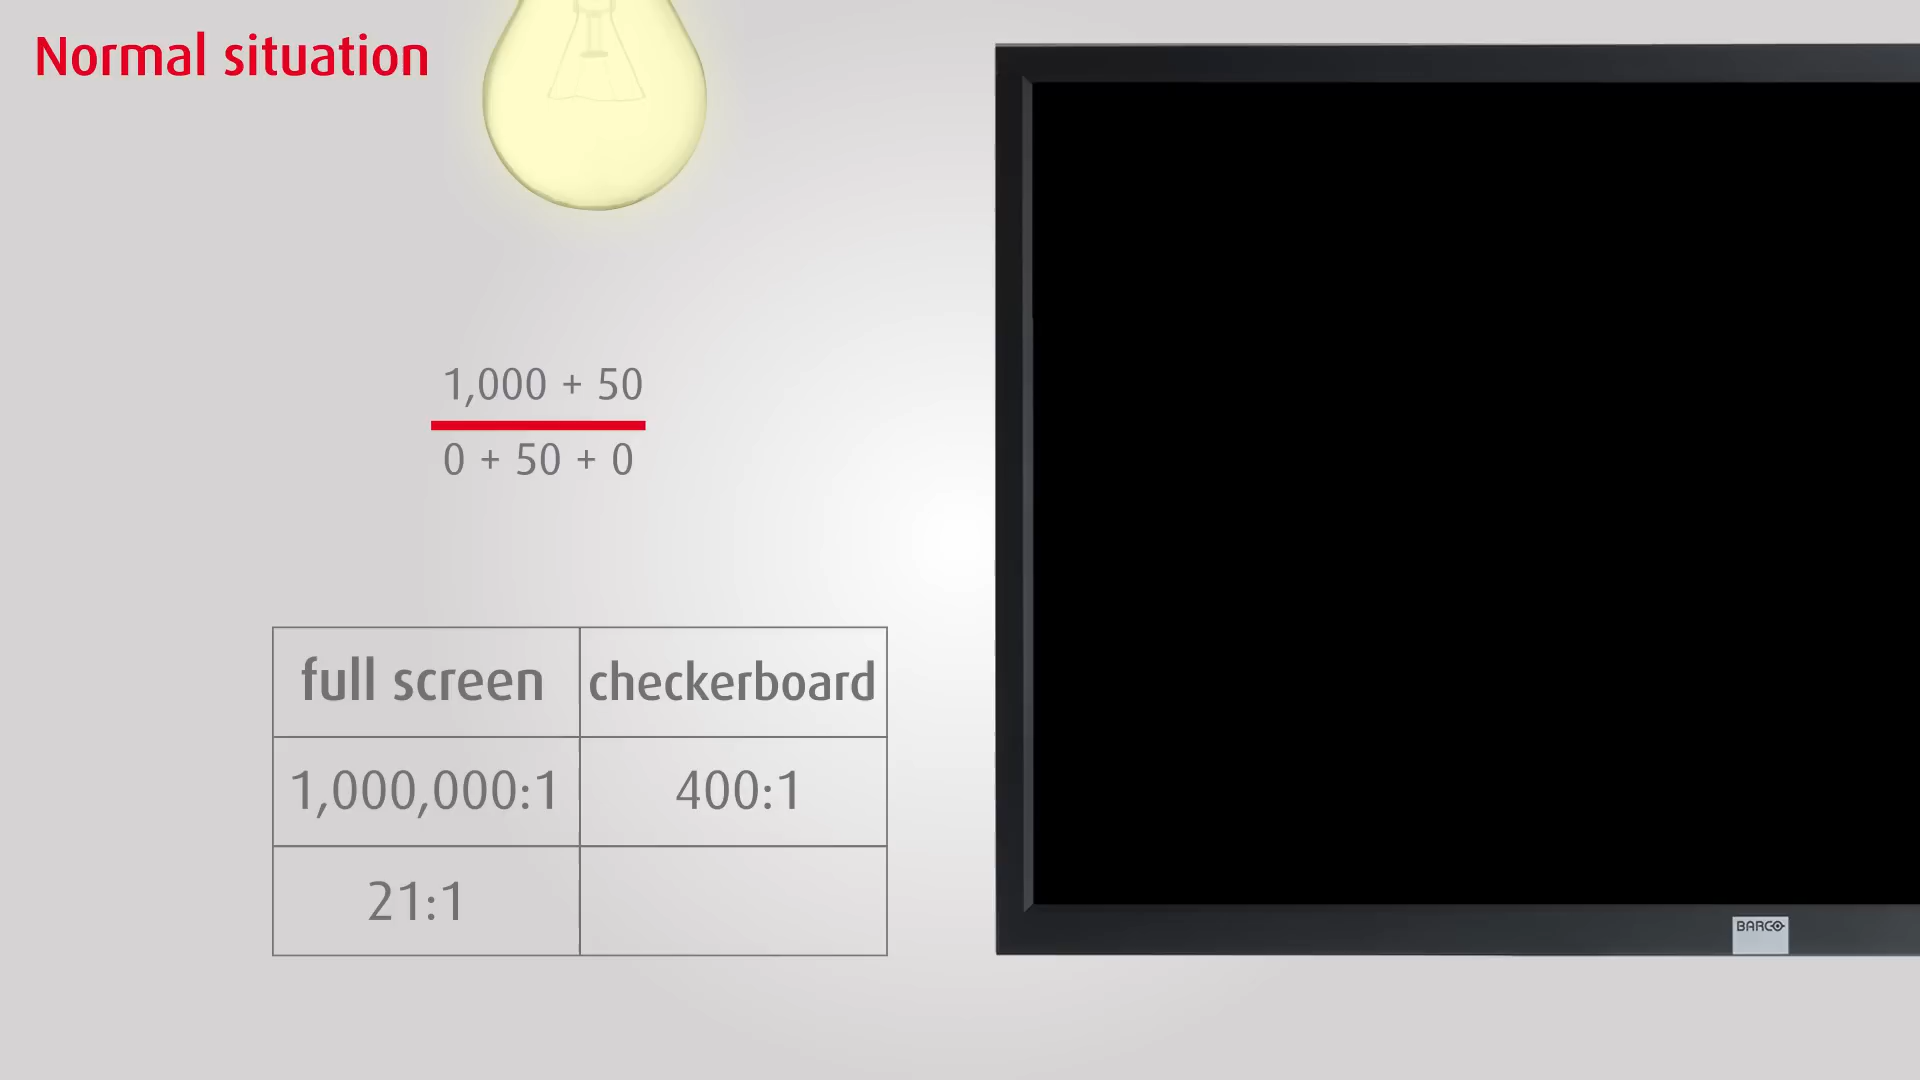 Normal situation
1,000 + 50
0 + 50 + 0
full screen checkerboard
1,000,000:1 400:1
21:1
BARCO